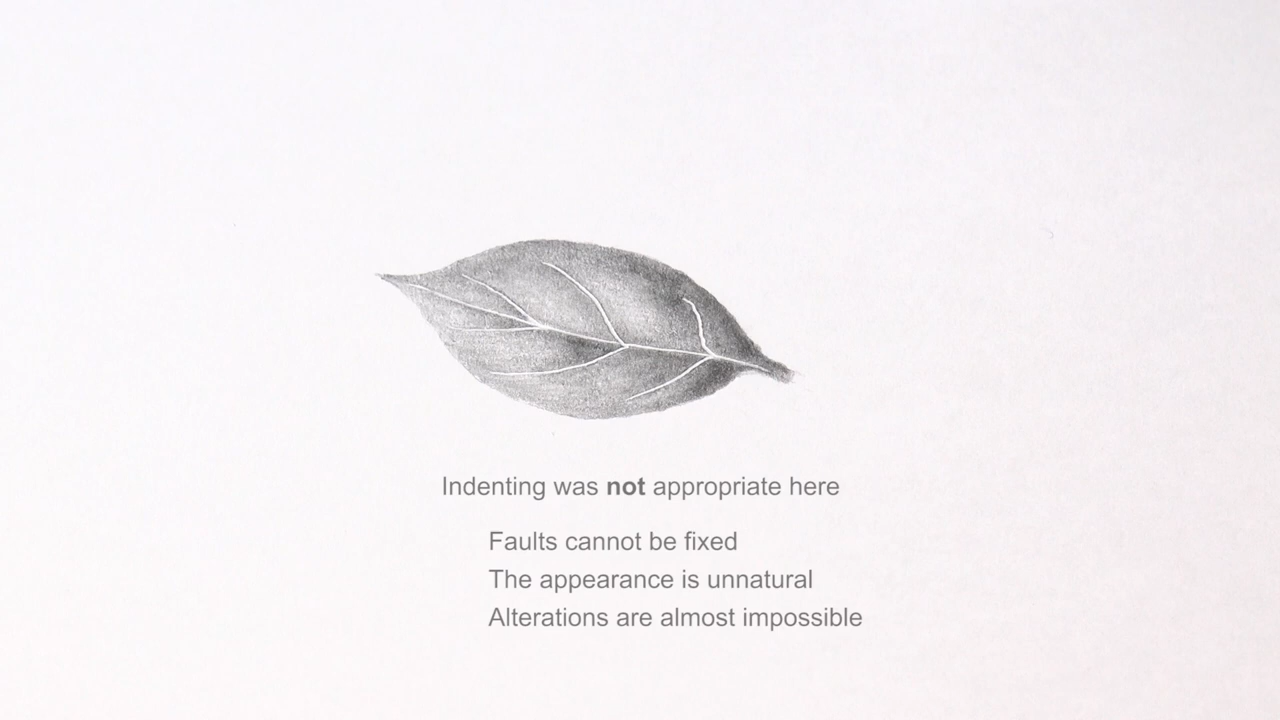 Indenting was not appropriate here
Faults cannot be fixed
The appearance is unnatural
Alterations are almost impossible